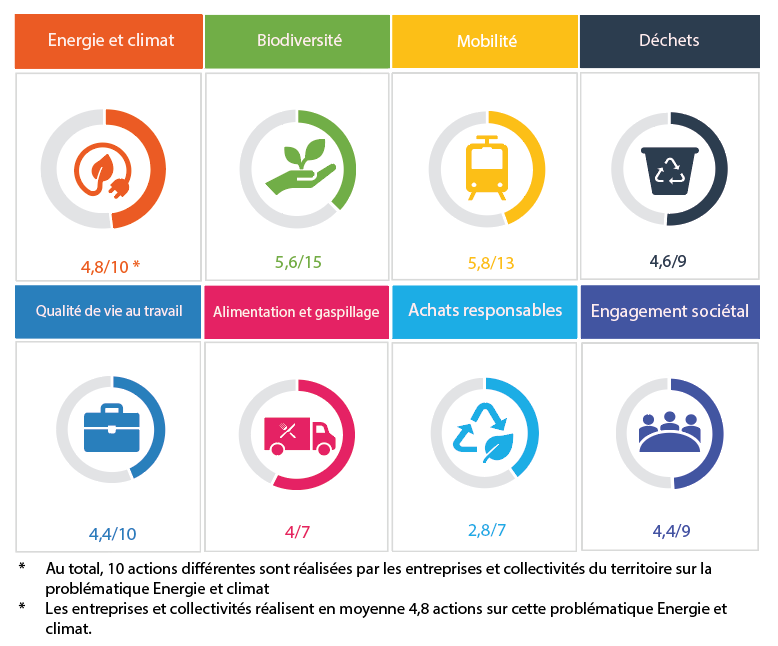 Energie et climat
Biodiversité
Mobilité
Déchets
4,8/10 *
5,6/15
5,8/13
4,6/9
Qualité de vie au travail
Alimentation et gaspillage
Achats responsables
Engagement sociétal
4,4/10
4/7
2,8/7
4,4/9
* Au total, 10 actions différentes sont réalisées par les entreprises et collectivités du territoire sur la
problématique Energie et climat
* Les entreprises et collectivités réalisent en moyenne 4,8 actions sur cette problématique Energie et
climat.